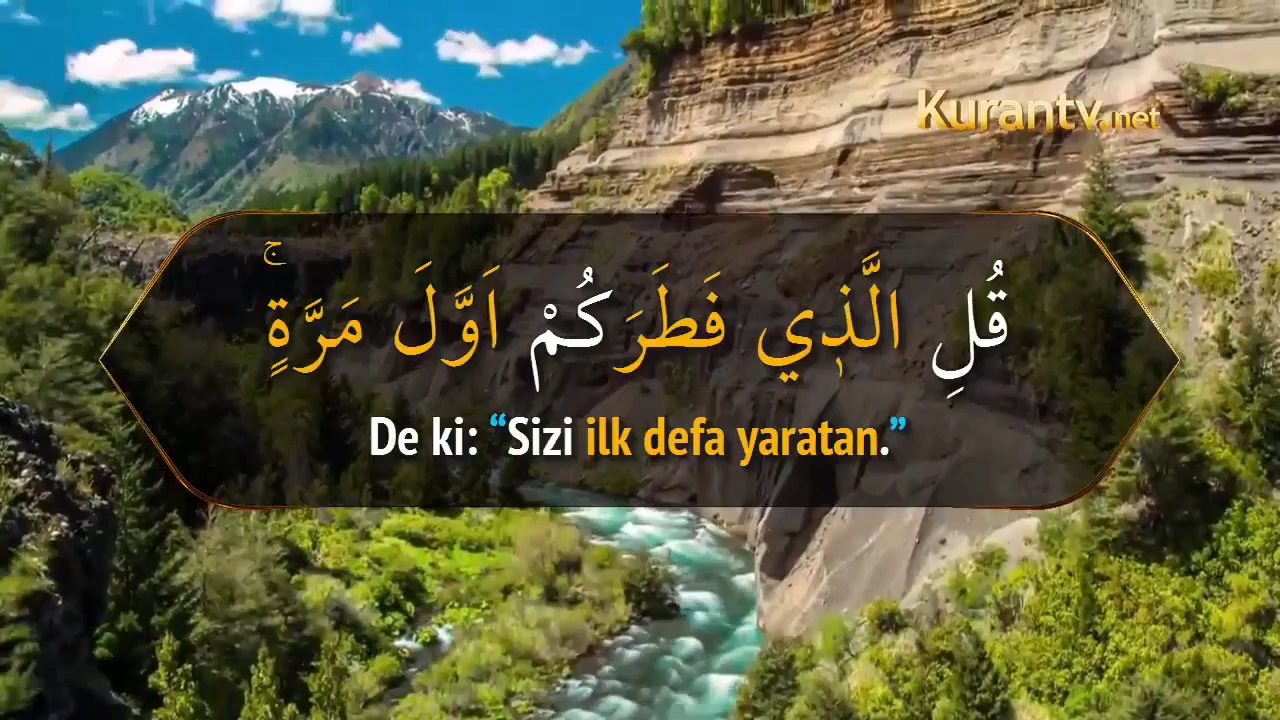 Kurantv.net
قُلِ الَّذ۪ي فَطَرَكُمْ اَوَّلَ مَرَّةٍۚ
De ki: “Sizi ilk defa yaratan.”